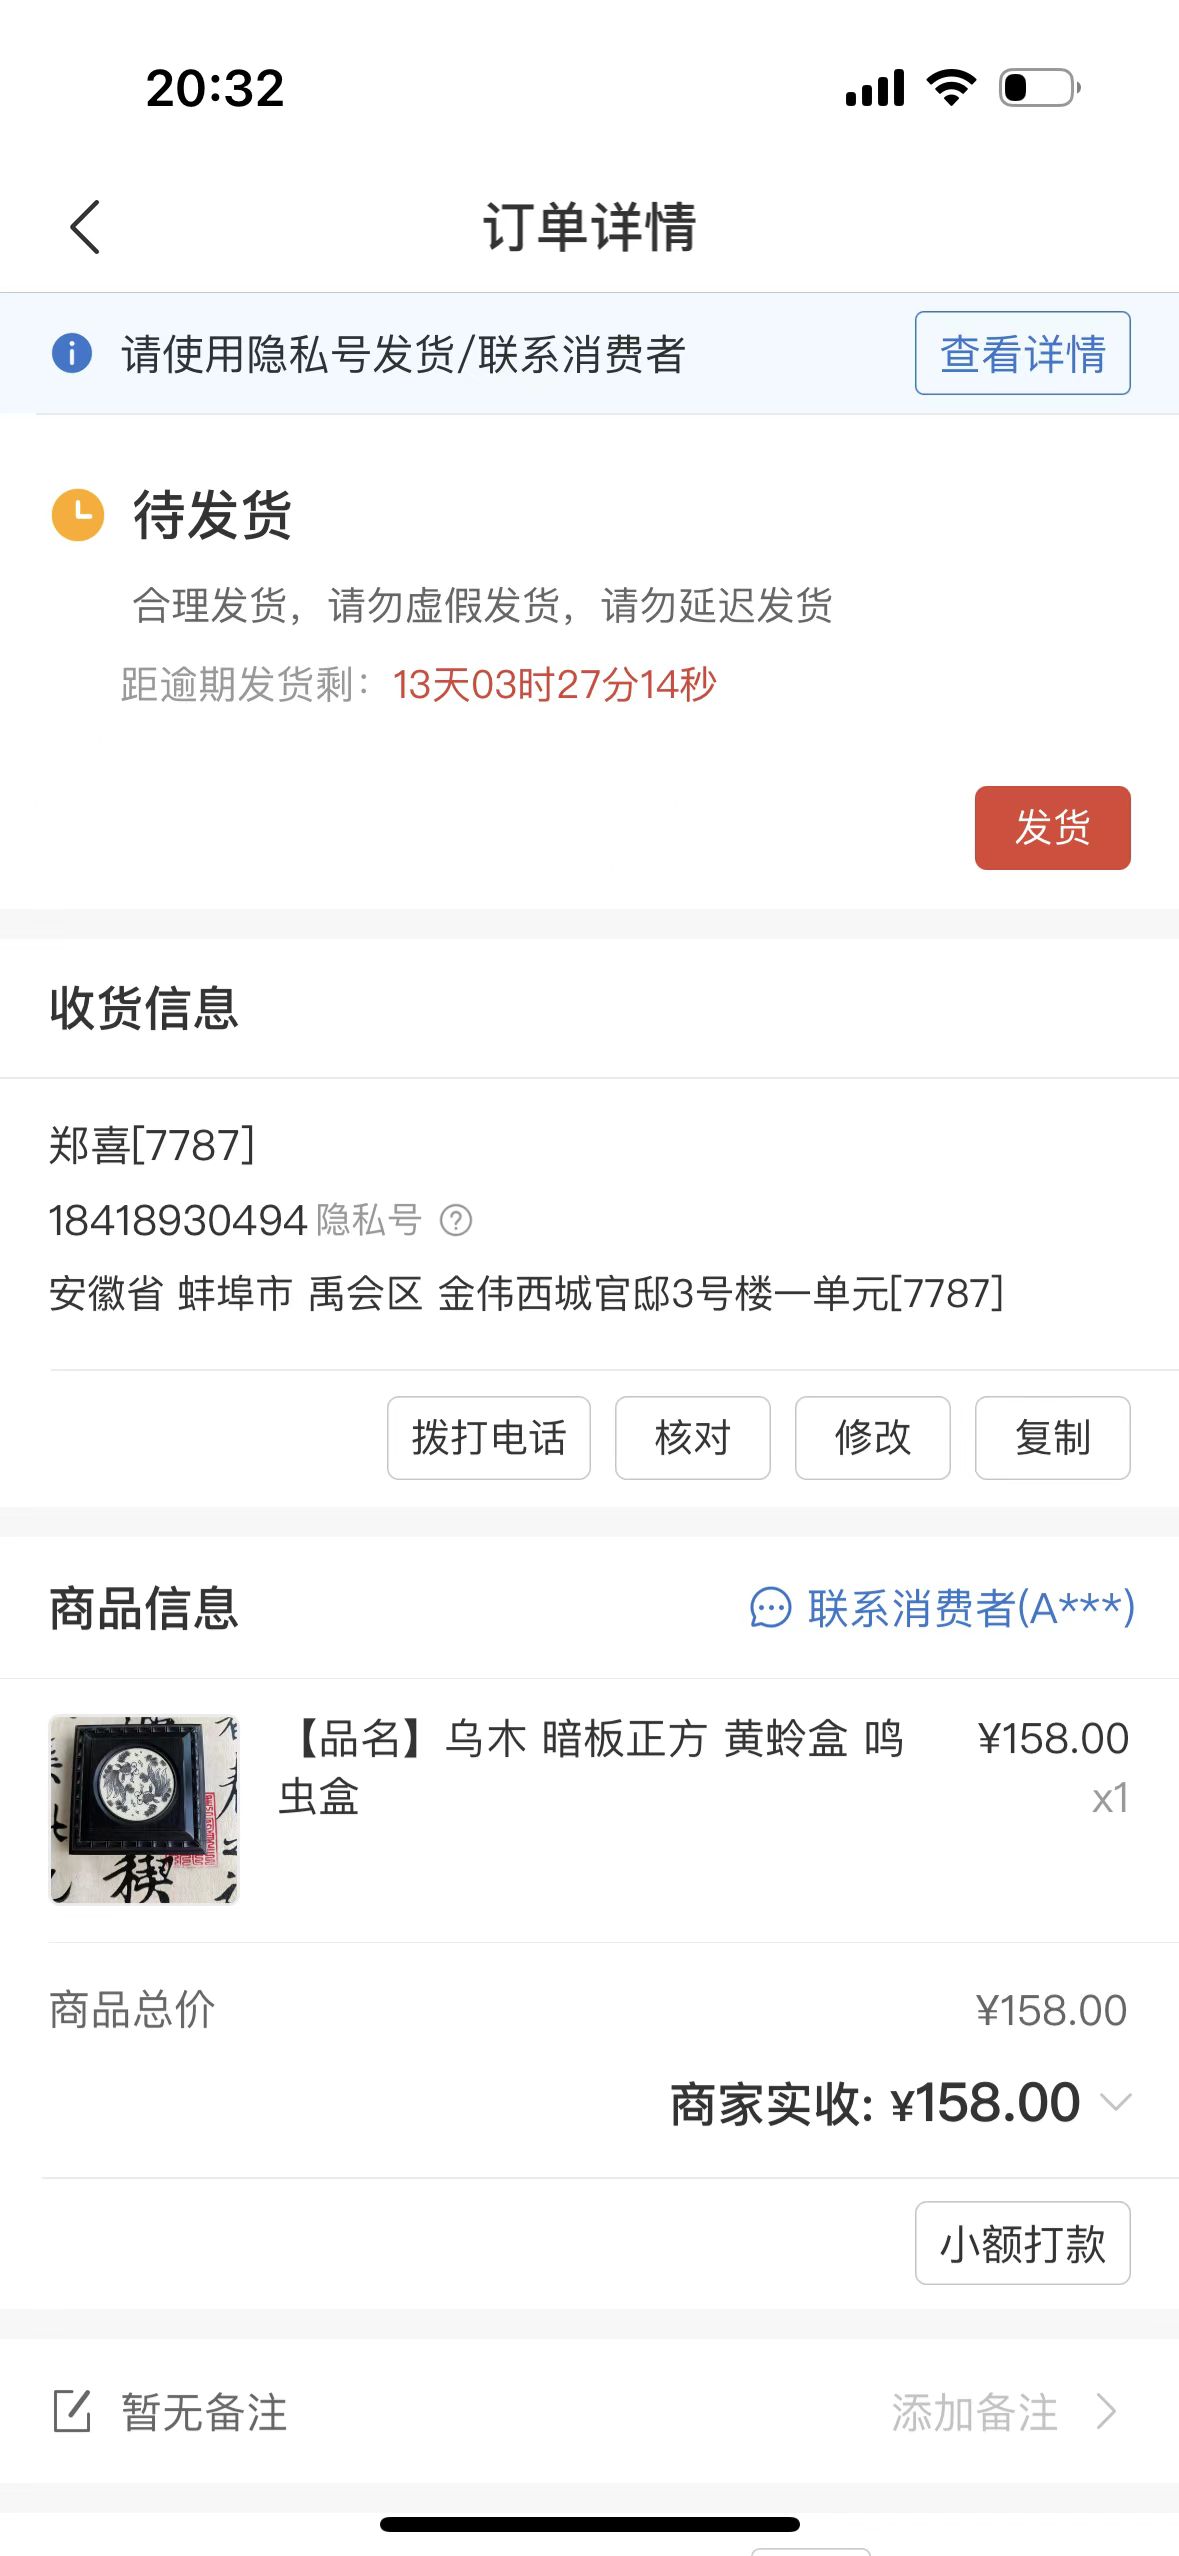 20:32
订单详情
请使用隐私号发货/联系消费者
查看详情
待发货
合理发货，请勿虚假发货，请勿延迟发货
距逾期发货剩：13天03时27分14秒
发货
收货信息
郑喜[7787]
18418930494 隐私号
安徽省 蚌埠市 禹会区 金伟西城官邸3号楼一单元[7787]
拨打电话
核对
修改
复制
商品信息
联系消费者(A***)
【品名】乌木 暗板正方 黄蛉盒 鸣
虫盒
¥158.00
x1
商品总价
¥158.00
商家实收: ¥158.00
小额打款
暂无备注
添加备注